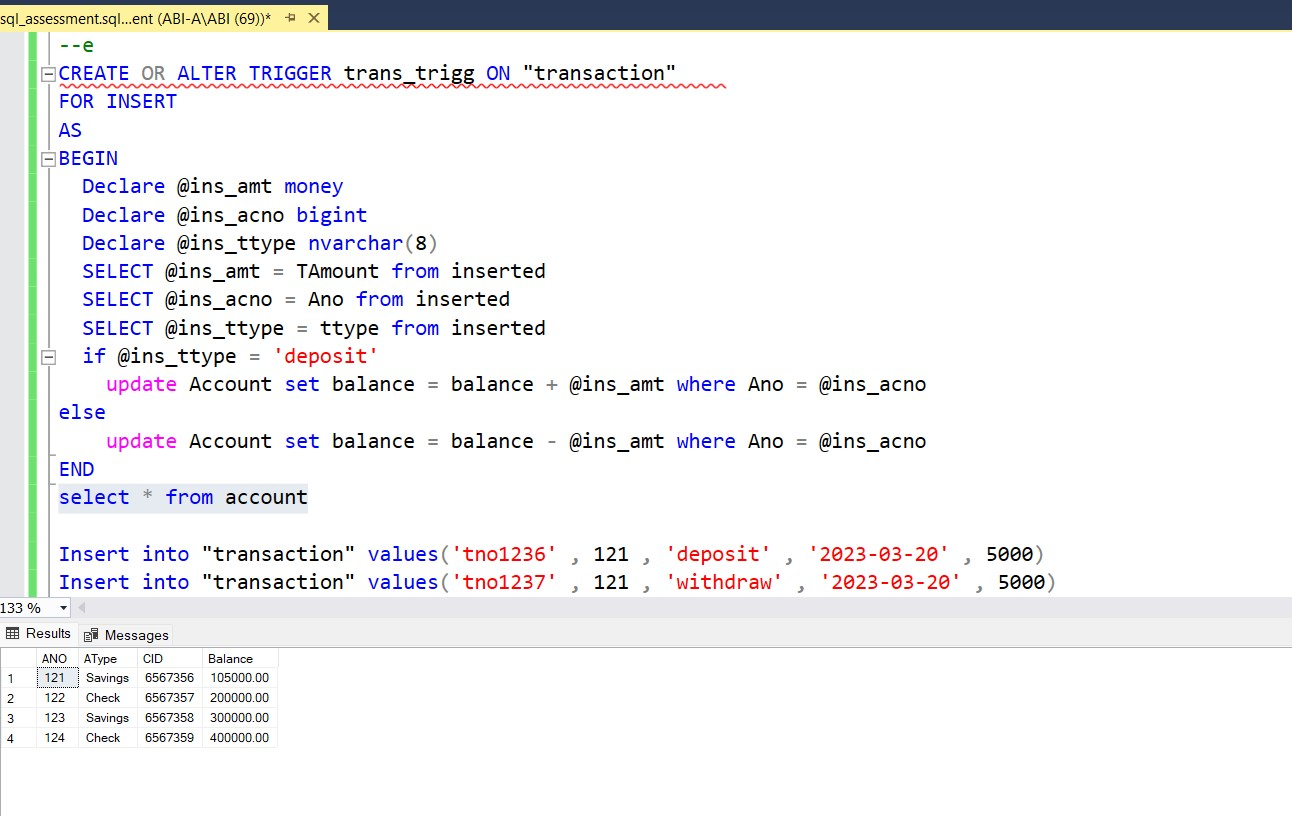 sql_assessment.sql...ent (ABI-A\ABI (69))*
--e
CREATE OR ALTER TRIGGER trans_trigg ON "transaction"
FOR INSERT
AS
BEGIN
Declare @ins_amt money
Declare @ins_acno bigint
Declare @ins_ttype nvarchar(8)
SELECT @ins_amt = TAmount from inserted
SELECT @ins_acno = Ano from inserted
SELECT @ins_ttype = ttype from inserted
if @ins_ttype = 'deposit'
update Account set balance = balance + @ins_amt where Ano = @ins_acno
else
update Account set balance = balance - @ins_amt where Ano = @ins_acno
END
select * from account
Insert into "transaction" values('tno1236' , 121 , 'deposit' , '2023-03-20' , 5000)
Insert into "transaction" values('tno1237' , 121 , 'withdraw' , '2023-03-20' , 5000)
133 %
Results Messages
ANO AType CID Balance
1 121 Savings 6567356 105000.00
2 122 Check 6567357 200000.00
3 123 Savings 6567358 300000.00
4 124 Check 6567359 400000.00